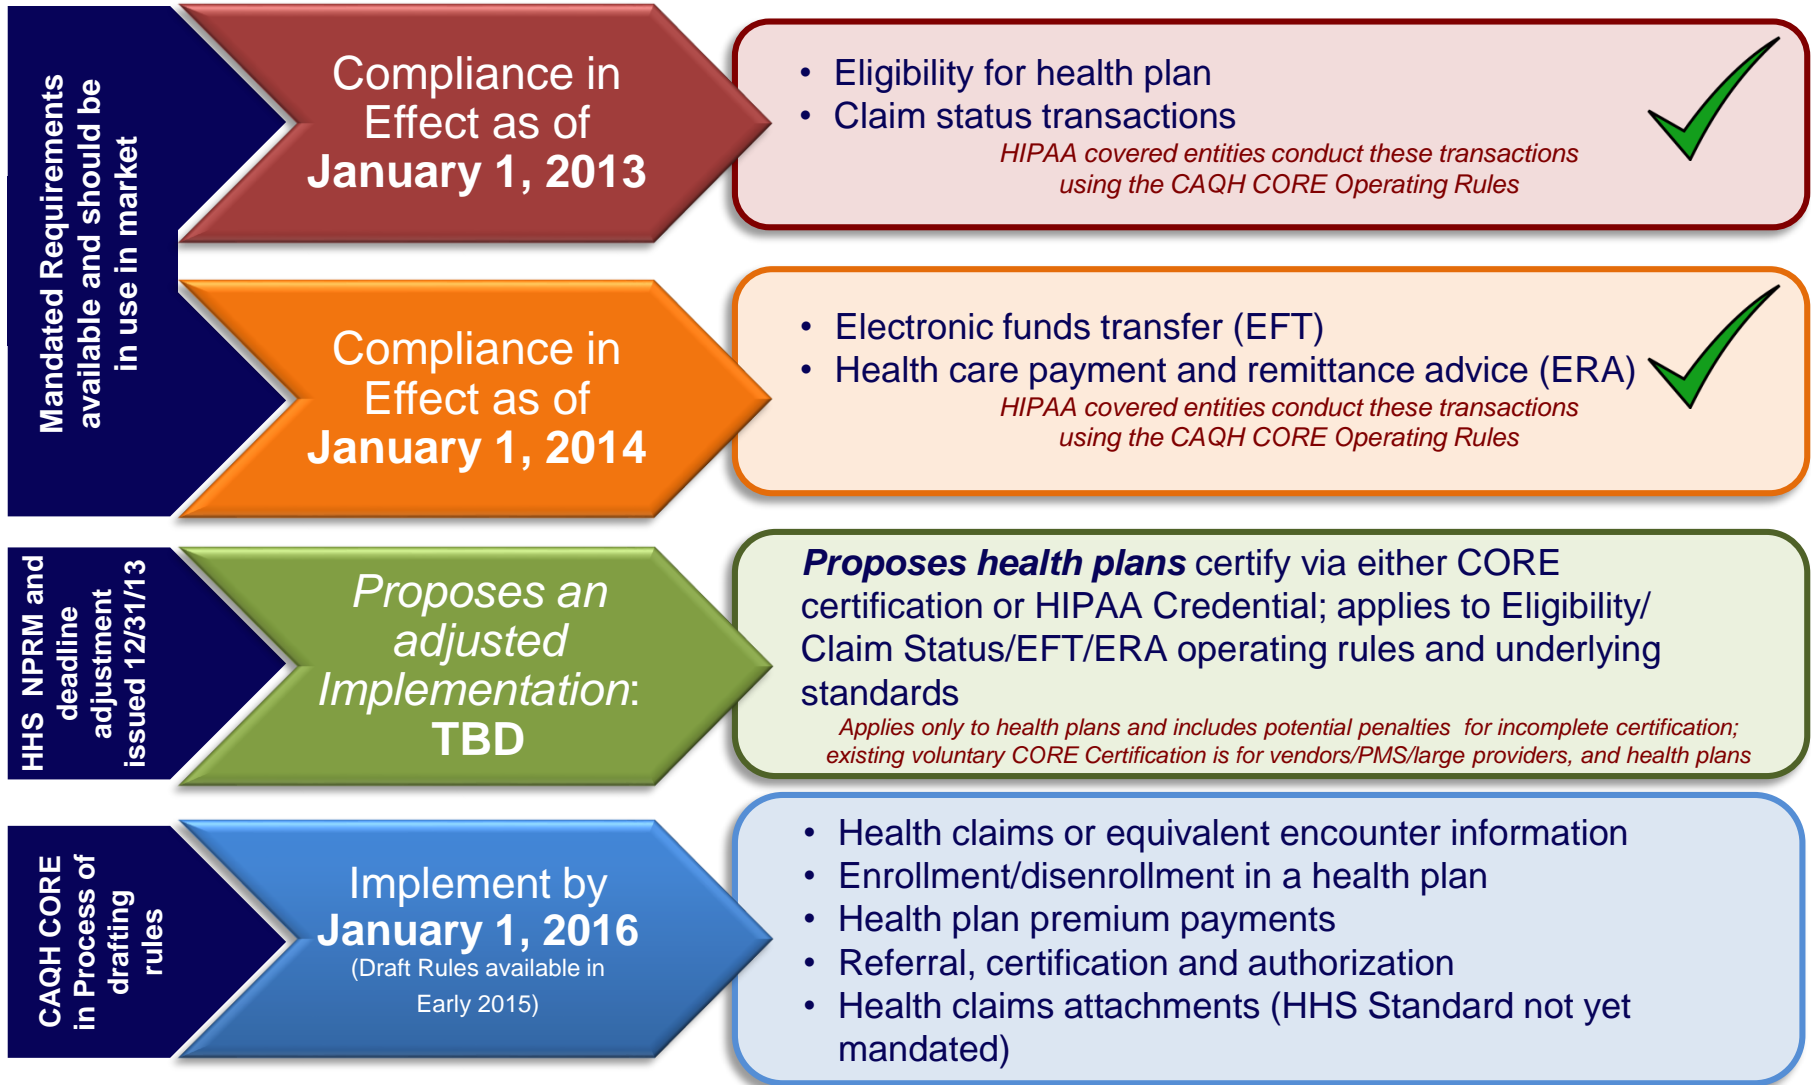 Mandated Requirements
available and should be
in use in market
Compliance in
Effect as of
January 1, 2013
• Eligibility for health plan
• Claim status transactions
HIPAA covered entities conduct these transactions
using the CAQH CORE Operating Rules
Compliance in
Effect as of
January 1, 2014
• Electronic funds transfer (EFT)
• Health care payment and remittance advice (ERA)
HIPAA covered entities conduct these transactions
using the CAQH CORE Operating Rules
HHS NPRM and
deadline
adjustment
issued 12/31/13
Proposes an
adjusted
Implementation:
TBD
Proposes health plans certify via either CORE
certification or HIPAA Credential; applies to Eligibility/
Claim Status/EFT/ERA operating rules and underlying
standards
Applies only to health plans and includes potential penalties for incomplete certification;
existing voluntary CORE Certification is for vendors/PMS/large providers, and health plans
CAQH CORE
in Process of
drafting
rules
Implement by
January 1, 2016
(Draft Rules available in
Early 2015)
• Health claims or equivalent encounter information
• Enrollment/disenrollment in a health plan
• Health plan premium payments
• Referral, certification and authorization
• Health claims attachments (HHS Standard not yet
mandated)